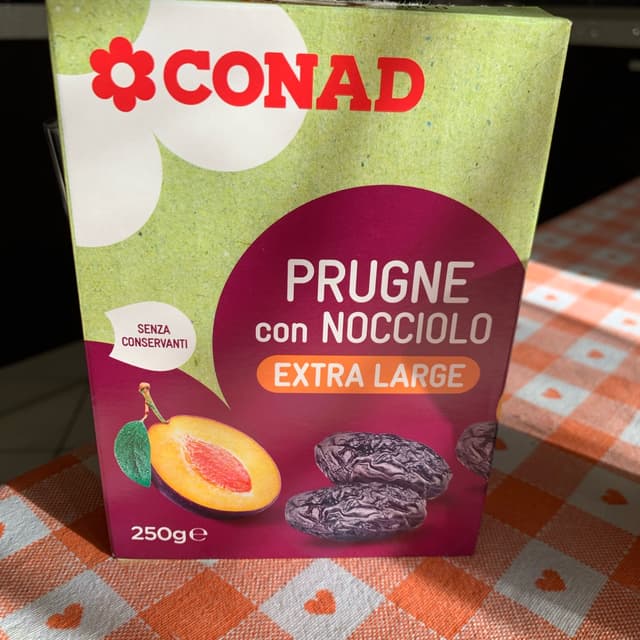 CONAD
PRUGNE
con NOCCIOLO
EXTRA LARGE
SENZA
CONSERVANTI
250g℮